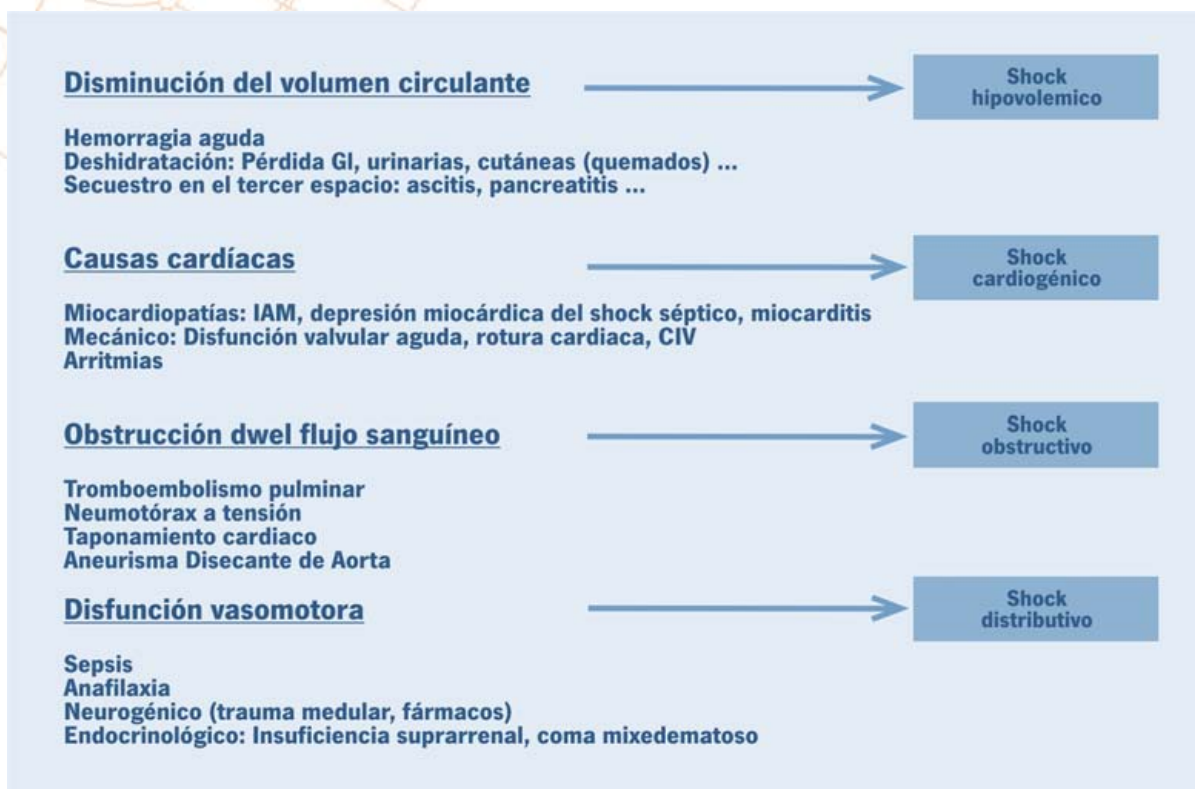 Disminución del volumen circulante
Shock
hipovolemico
Hemorragia aguda
Deshidratación: Pérdida GI, urinarias, cutáneas (quemados) ...
Secuestro en el tercer espacio: ascitis, pancreatitis ...
Causas cardíacas
Shock
cardiogénico
Miocardiopatías: IAM, depresión miocárdica del shock séptico, miocarditis
Mecánico: Disfunción valvular aguda, rotura cardiaca, CIV
Arritmias
Obstrucción dwel flujo sanguíneo
Shock
obstructivo
Tromboembolismo pulminar
Neumotórax a tensión
Taponamiento cardiaco
Aneurisma Disecante de Aorta
Disfunción vasomotora
Shock
distributivo
Sepsis
Anafilaxia
Neurogénico (trauma medular, fármacos)
Endocrinológico: Insuficiencia suprarrenal, coma mixedematoso